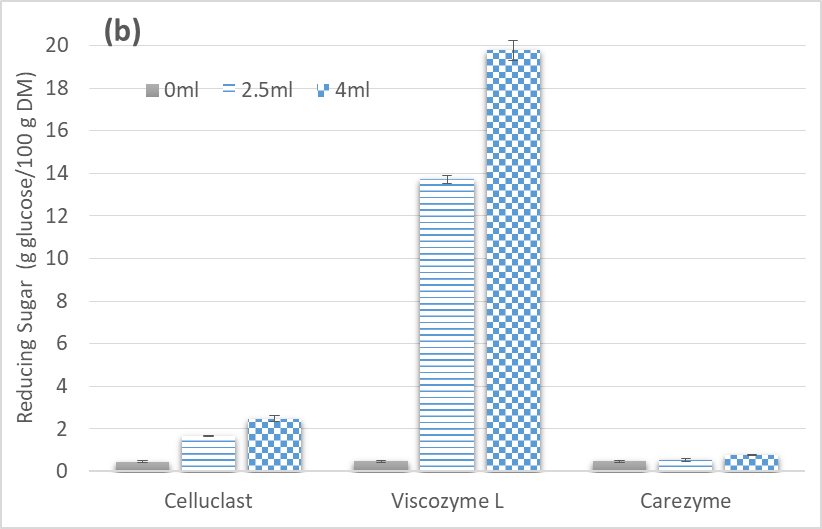 (b)
Reducing Sugar (g glucose/100 g DM)
0ml 2.5ml 4ml
20
18
16
14
12
10
8
6
4
2
0
Celluclast Viscozyme L Carezyme